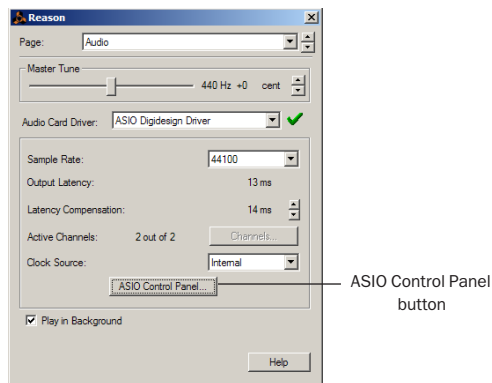 Reason
Page: Audio
Master Tune
440 Hz +0 cent
Audio Card Driver: ASIO Digidesign Driver
Sample Rate: 44100
Output Latency: 13 ms
Latency Compensation: 14 ms
Active Channels: 2 out of 2 Channels...
Clock Source: Internal
ASIO Control Panel...
ASIO Control Panel
button
Play in Background
Help